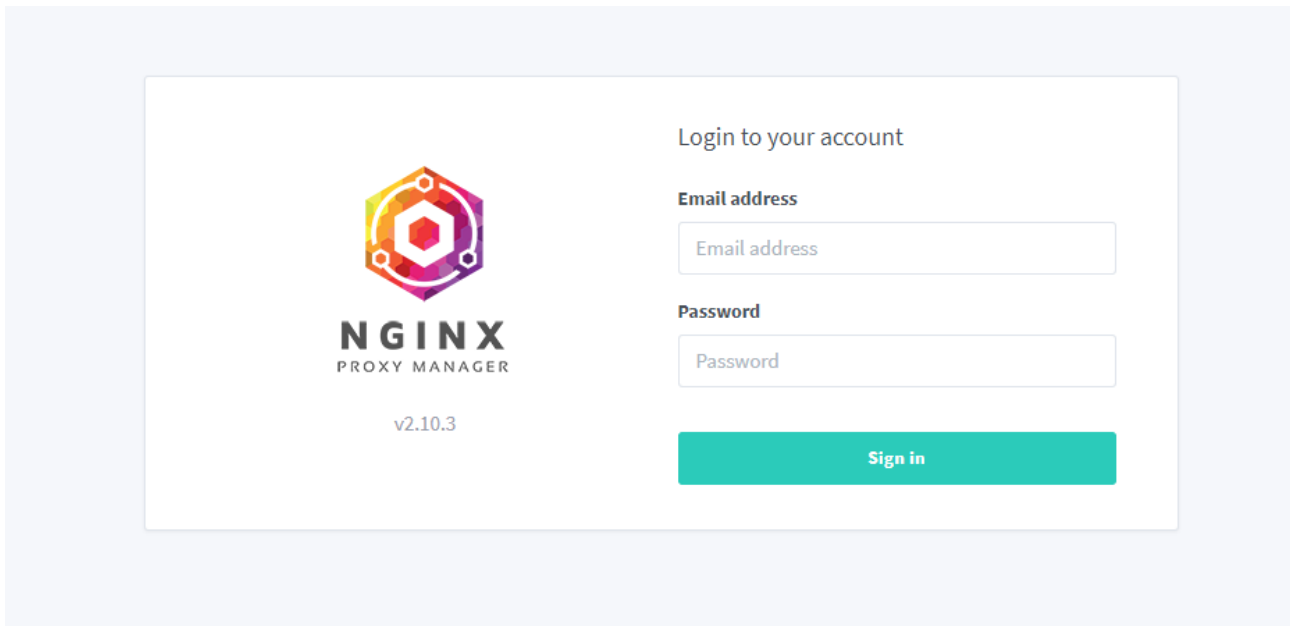 NGINX
PROXY MANAGER
v2.10.3
Login to your account
Email address
Email address
Password
Password
Sign in